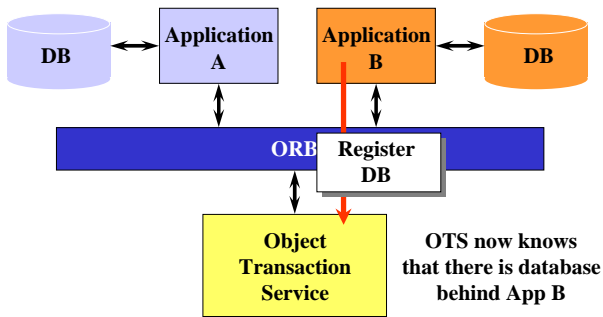 DB
Application
A
Application
B
DB
ORB
Register
DB
Object
Transaction
Service
OTS now knows
that there is database
behind App B